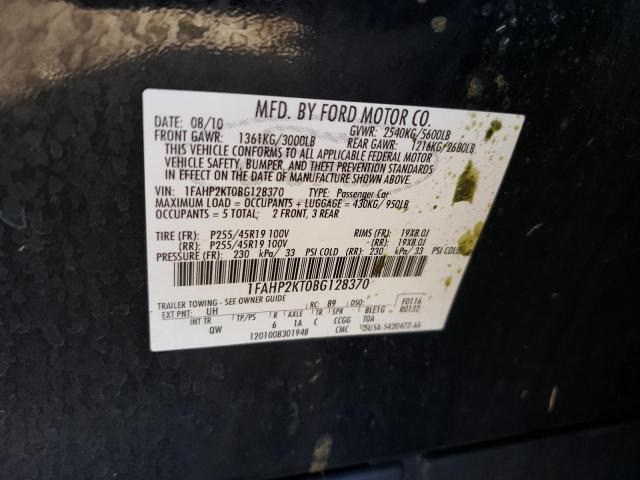 MFD. BY FORD MOTOR CO.
DATE: 08/10 GVWR: 2540KG/5600LB
FRONT GAWR: 1361KG/3000LB REAR GAWR: 1216KG/2680LB
THIS VEHICLE CONFORMS TO ALL APPLICABLE FEDERAL MOTOR
VEHICLE SAFETY, BUMPER, AND THEFT PREVENTION STANDARDS
IN EFFECT ON THE DATE OF MANUFACTURE SHOWN ABOVE.
VIN: 1FAHP2KT0BG128370 TYPE: Passenger Car
MAXIMUM LOAD = OCCUPANTS + LUGGAGE = 430KG/ 950LB
OCCUPANTS = 5 TOTAL; 2 FRONT, 3 REAR
TIRE (FR): P255/45R19 100V RIMS (FR): 19X8.0J
(RR): P255/45R19 100V (RR): 19X8.0J
PRESSURE (FR): 230 kPa/ 33 PSI COLD (RR): 230 kPa/ 33 PSI COLD
1FAHP2KT0BG128370
TRAILER TOWING - SEE OWNER GUIDE RC: B9 DSO: F0116
EXT PNT: UH R0132
INT TR TP/PS R AXLE TR SPR BLETG
QW 6 1A C CCGG TOA
1201008301948 CMC 5U5A-5420472-AA